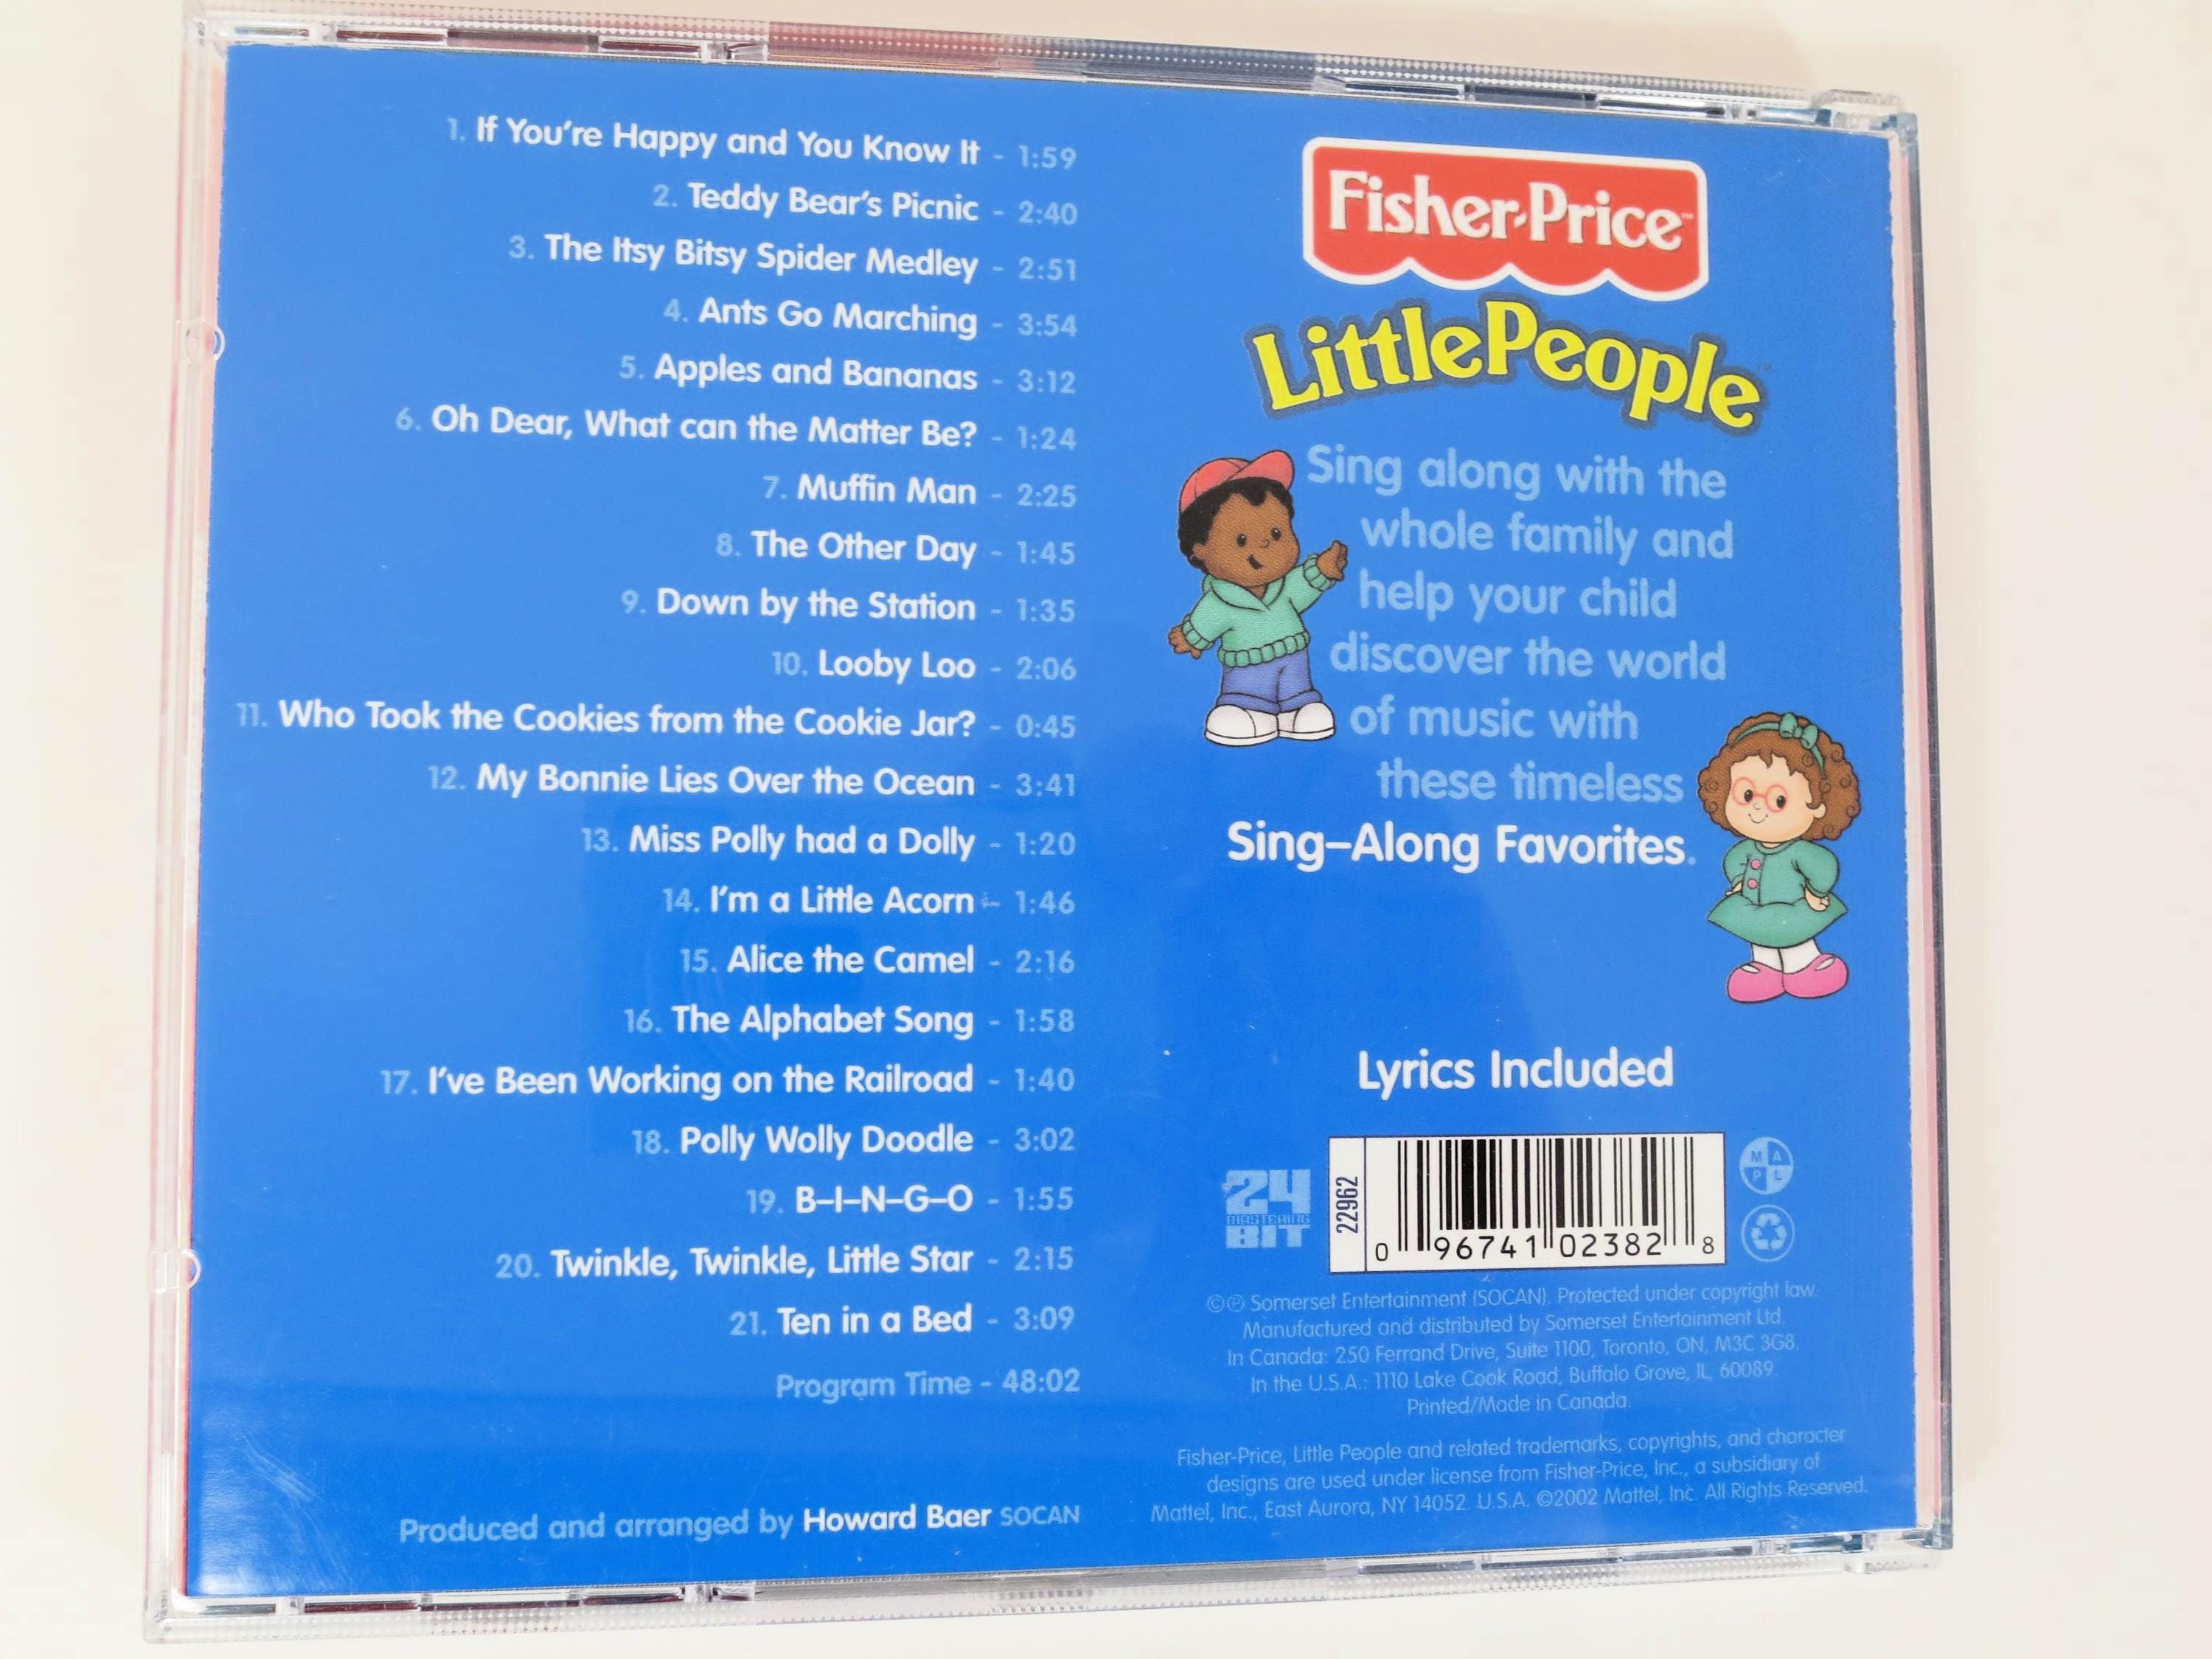 1. If You're Happy and You Know It - 1:59
2. Teddy Bear's Picnic - 2:40
3. The Itsy Bitsy Spider Medley - 2:51
4. Ants Go Marching - 3:54
5. Apples and Bananas - 3:12
6. Oh Dear, What can the Matter Be? - 1:24
7. Muffin Man - 2:25
8. The Other Day - 1:45
9. Down by the Station - 1:35
10. Looby Loo - 2:06
11. Who Took the Cookies from the Cookie Jar? - 0:45
12. My Bonnie Lies Over the Ocean - 3:41
13. Miss Polly had a Dolly - 1:20
14. I'm a Little Acorn - 1:46
15. Alice the Camel - 2:16
16. The Alphabet Song - 1:58
17. I've Been Working on the Railroad - 1:40
18. Polly Wolly Doodle - 3:02
19. B–I–N–G–O - 1:55
20. Twinkle, Twinkle, Little Star - 2:15
21. Ten in a Bed - 3:09
Program Time - 48:02
Produced and arranged by Howard Baer SOCAN
Fisher-Price™
Little People™
Sing along with the
whole family and
help your child
discover the world
of music with
these timeless
Sing–Along Favorites.
Lyrics Included
24
MASTERING
BIT
22962
0 96741 02382 8
M A
P L
©℗ Somerset Entertainment (SOCAN). Protected under copyright law.
Manufactured and distributed by Somerset Entertainment Ltd.
In Canada: 250 Ferrand Drive, Suite 1100, Toronto, ON, M3C 3G8.
In the U.S.A.: 1110 Lake Cook Road, Buffalo Grove, IL, 60089.
Printed/Made in Canada.
Fisher-Price, Little People and related trademarks, copyrights, and character
designs are used under license from Fisher-Price, Inc., a subsidiary of
Mattel, Inc., East Aurora, NY 14052 U.S.A. ©2002 Mattel, Inc. All Rights Reserved.